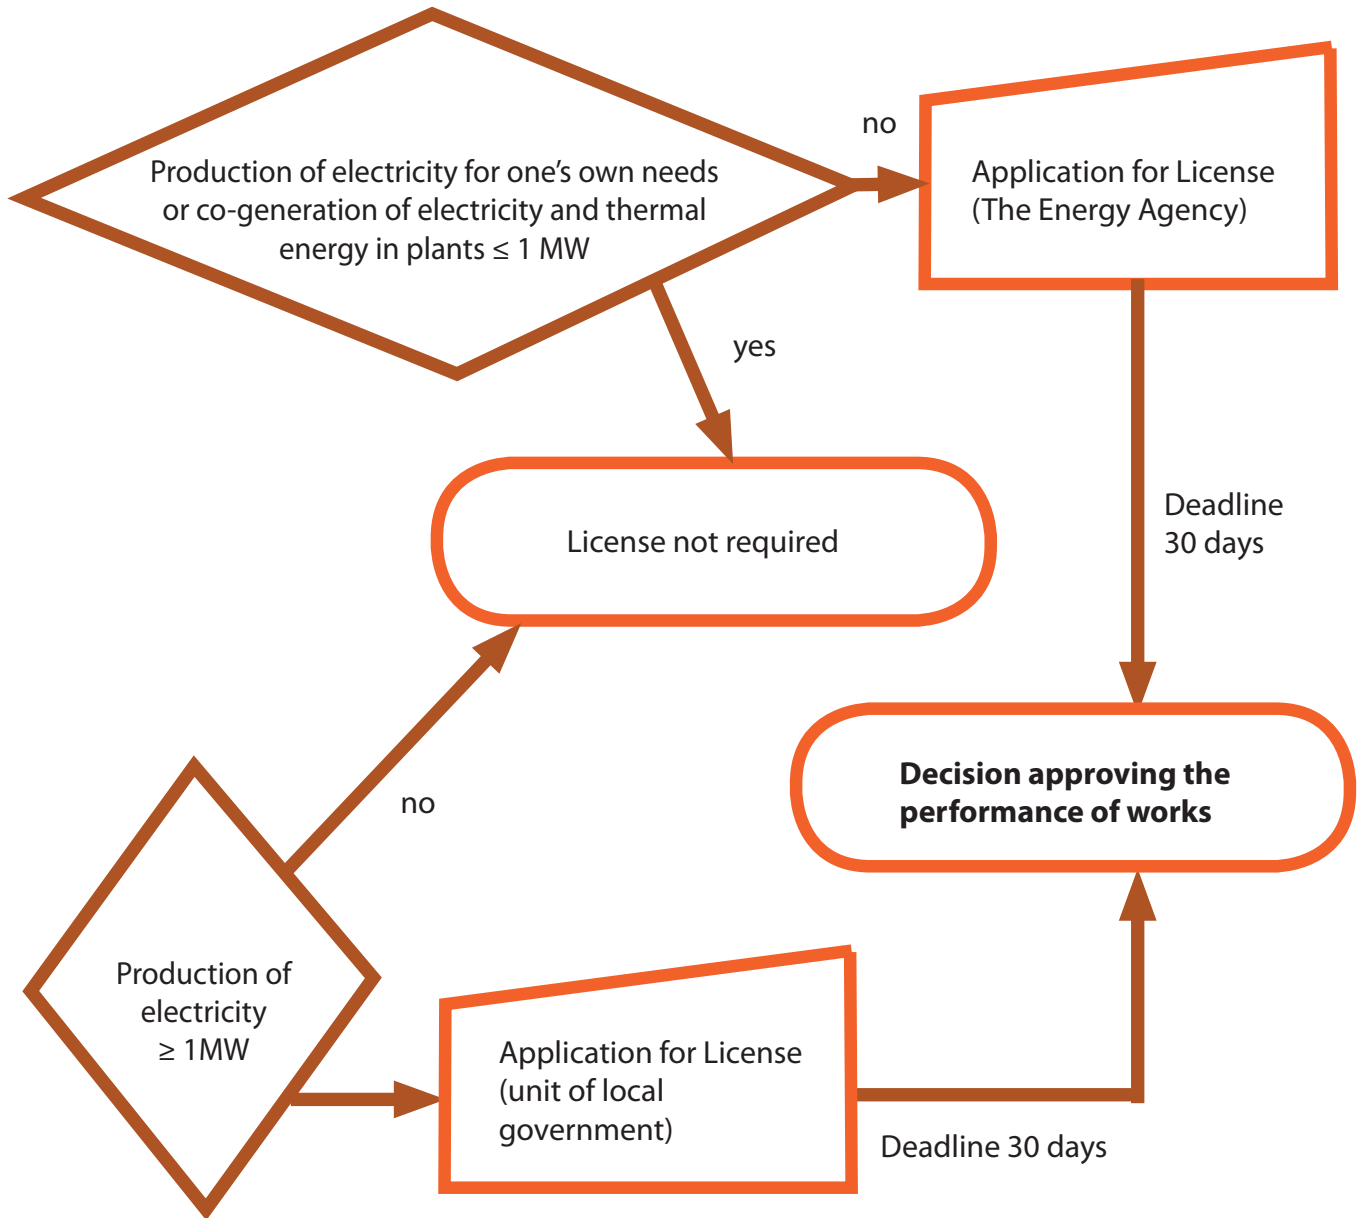 Production of electricity for one’s own needs
or co-generation of electricity and thermal
energy in plants ≤ 1 MW
no
Application for License
(The Energy Agency)
yes
License not required
Deadline
30 days
Decision approving the
performance of works
no
Production of
electricity
≥ 1MW
Application for License
(unit of local
government)
Deadline 30 days